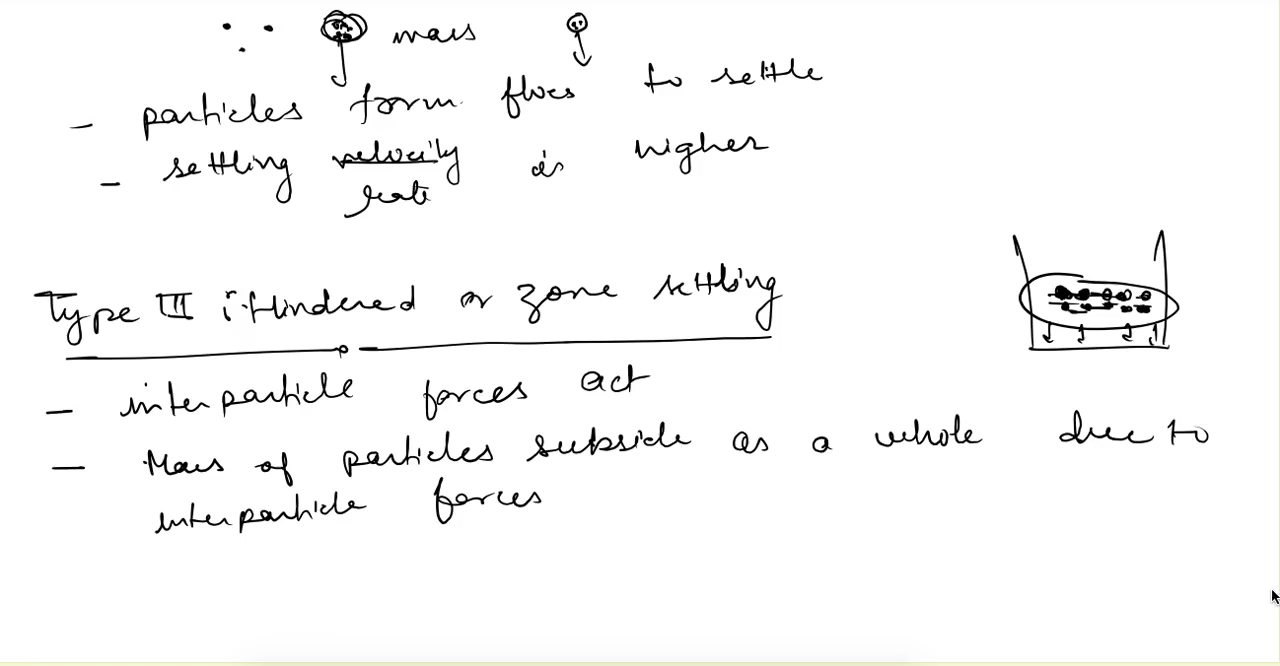 mass
- particles form flocs to settle
- settling velocity is higher
rate
Type III : Hindered or zone settling
- interparticle forces act
- Mass of particles subside as a whole due to
interparticle forces